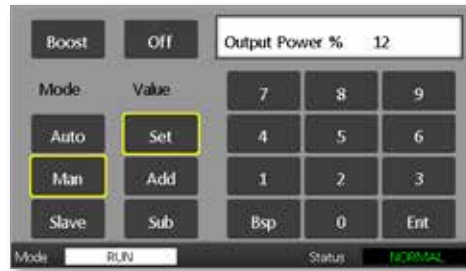 Boost Off Output Power % 12
Mode Value 7 8 9
Auto Set 4 5 6
Man Add 1 2 3
Slave Sub Bsp 0 Ent
Mode RUN Status NORMAL